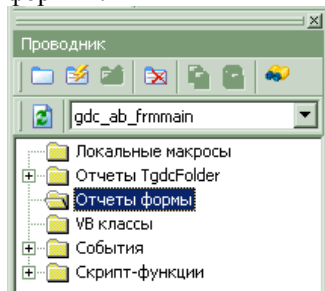 Проводник
gdc_ab_frmmain
Локальные макросы
Отчеты TgdcFolder
Отчеты формы
VB классы
События
Скрипт-функции